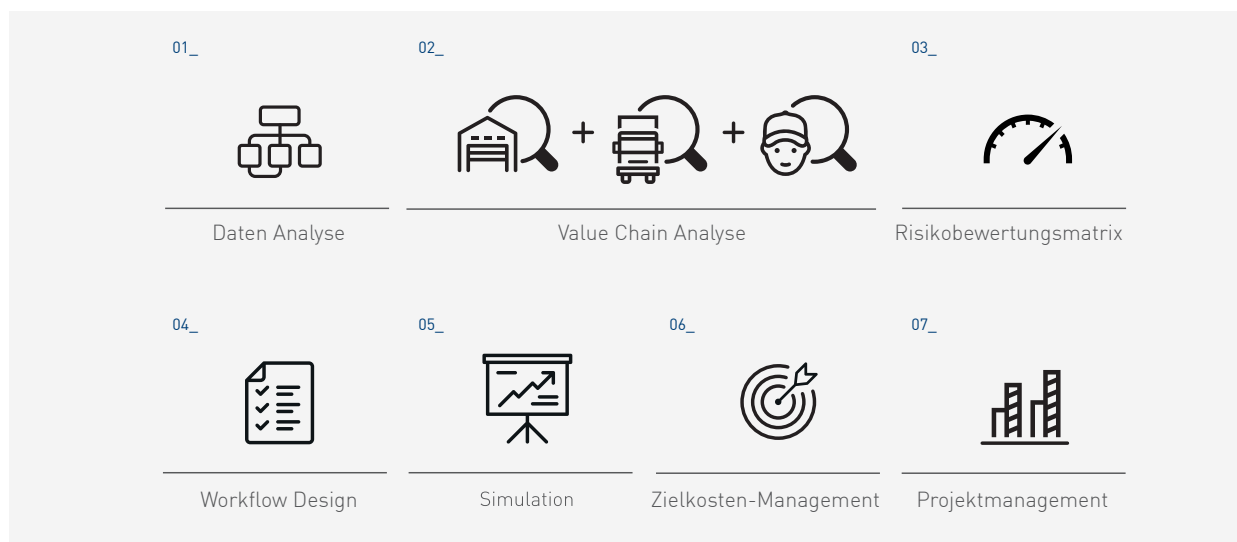 01_
02_
03_
Daten Analyse
Value Chain Analyse
Risikobewertungsmatrix
04_
05_
06_
07_
Workflow Design
Simulation
Zielkosten-Management
Projektmanagement